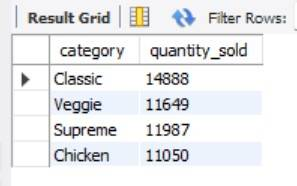 Result Grid Filter Rows:
category quantity_sold
Classic 14888
Veggie 11649
Supreme 11987
Chicken 11050